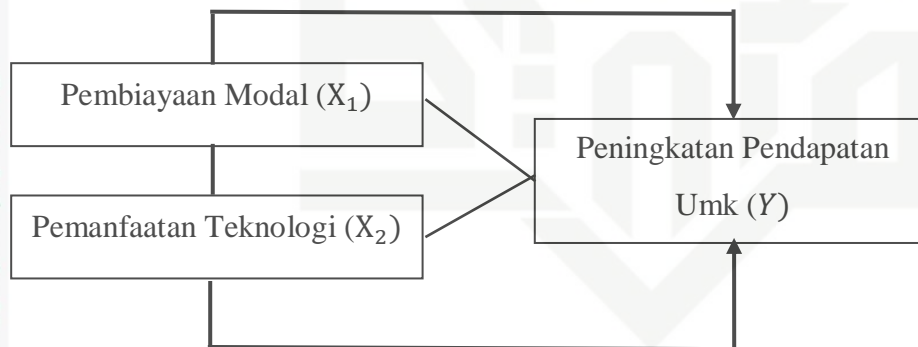 Pembiayaan Modal (X₁)
Peningkatan Pendapatan
Umk (Y)
Pemanfaatan Teknologi (X₂)